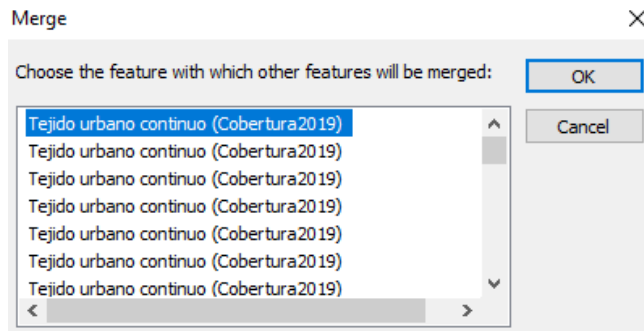 Merge
Choose the feature with which other features will be merged:
OK
Cancel
Tejido urbano continuo (Cobertura2019)
Tejido urbano continuo (Cobertura2019)
Tejido urbano continuo (Cobertura2019)
Tejido urbano continuo (Cobertura2019)
Tejido urbano continuo (Cobertura2019)
Tejido urbano continuo (Cobertura2019)
Tejido urbano continuo (Cobertura2019)